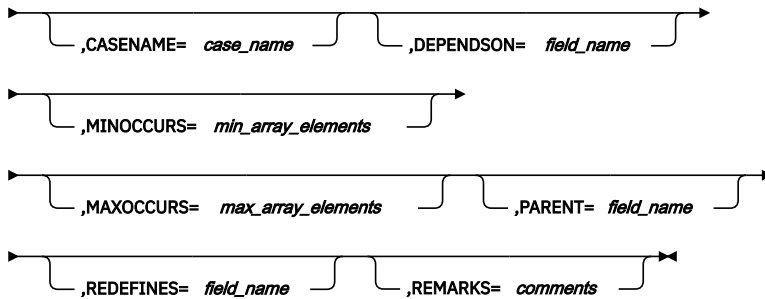 ,CASENAME= case_name ,DEPENDSON= field_name
,MINOCCURS= min_array_elements
,MAXOCCURS= max_array_elements ,PARENT= field_name
,REDEFINES= field_name ,REMARKS= comments